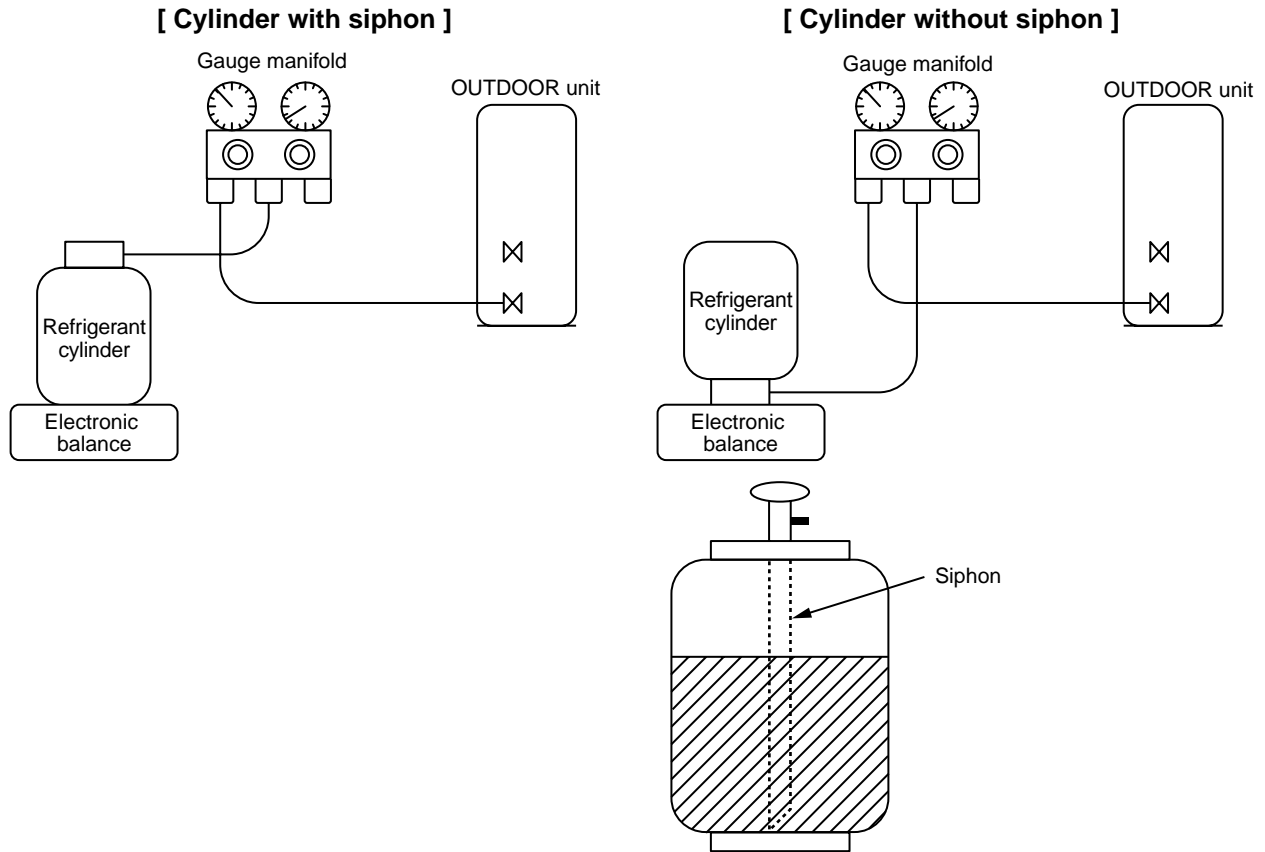 [ Cylinder with siphon ]
Gauge manifold
OUTDOOR unit
Refrigerant
cylinder
Electronic
balance
[ Cylinder without siphon ]
Gauge manifold
OUTDOOR unit
Refrigerant
cylinder
Electronic
balance
Siphon